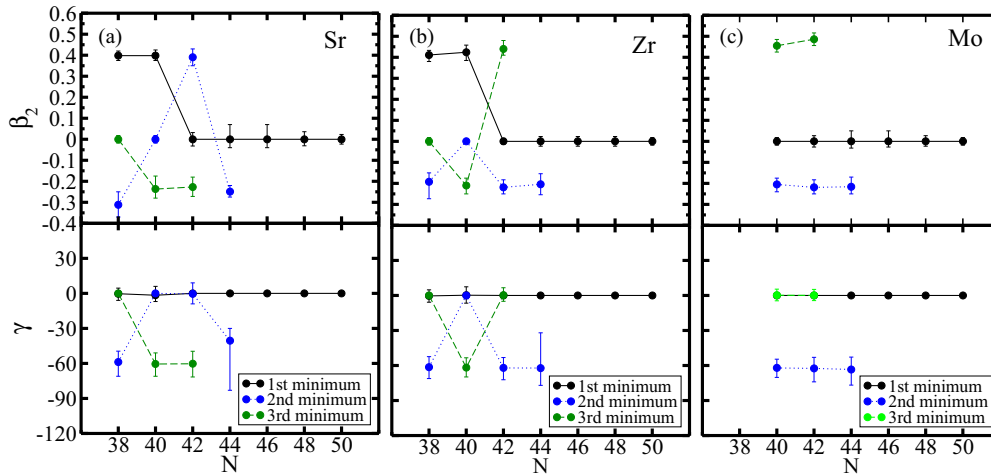 (a) Sr
(b) Zr
(c) Mo
β2
0.5
0.4
0.3
0.2
0.1
0
-0.1
-0.2
-0.3
-0.4
γ
30
0
-30
-60
-90
-120
1st minimum
2nd minimum
3rd minimum
1st minimum
2nd minimum
3rd minimum
1st minimum
2nd minimum
3rd minimum
38 40 42 44 46 48 50
38 40 42 44 46 48 50
38 40 42 44 46 48 50
N
N
N